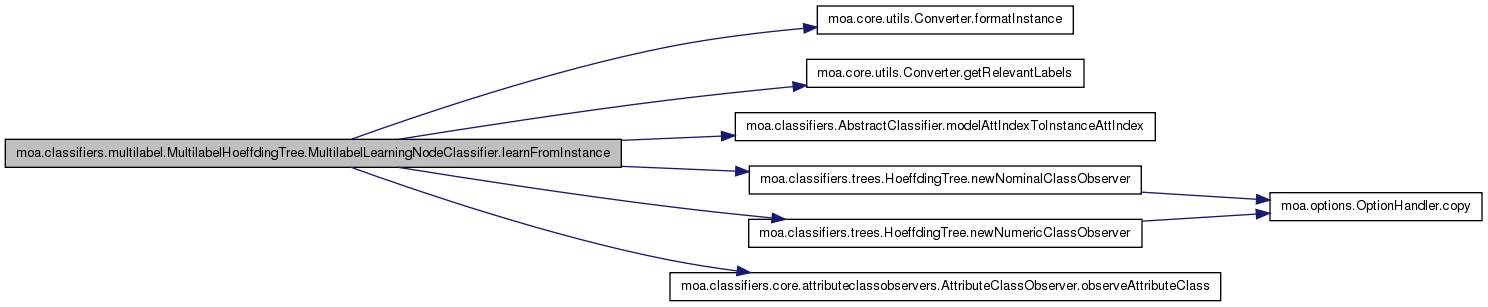 moa.core.utils.Converter.formatInstance
moa.core.utils.Converter.getRelevantLabels
moa.classifiers.AbstractClassifier.modelAttIndexToInstanceAttIndex
moa.classifiers.multilabel.MultilabelHoeffdingTree.MultilabelLearningNodeClassifier.learnFromInstance
moa.classifiers.trees.HoeffdingTree.newNominalClassObserver
moa.options.OptionHandler.copy
moa.classifiers.trees.HoeffdingTree.newNumericClassObserver
moa.classifiers.core.attributeclassobservers.AttributeClassObserver.observeAttributeClass